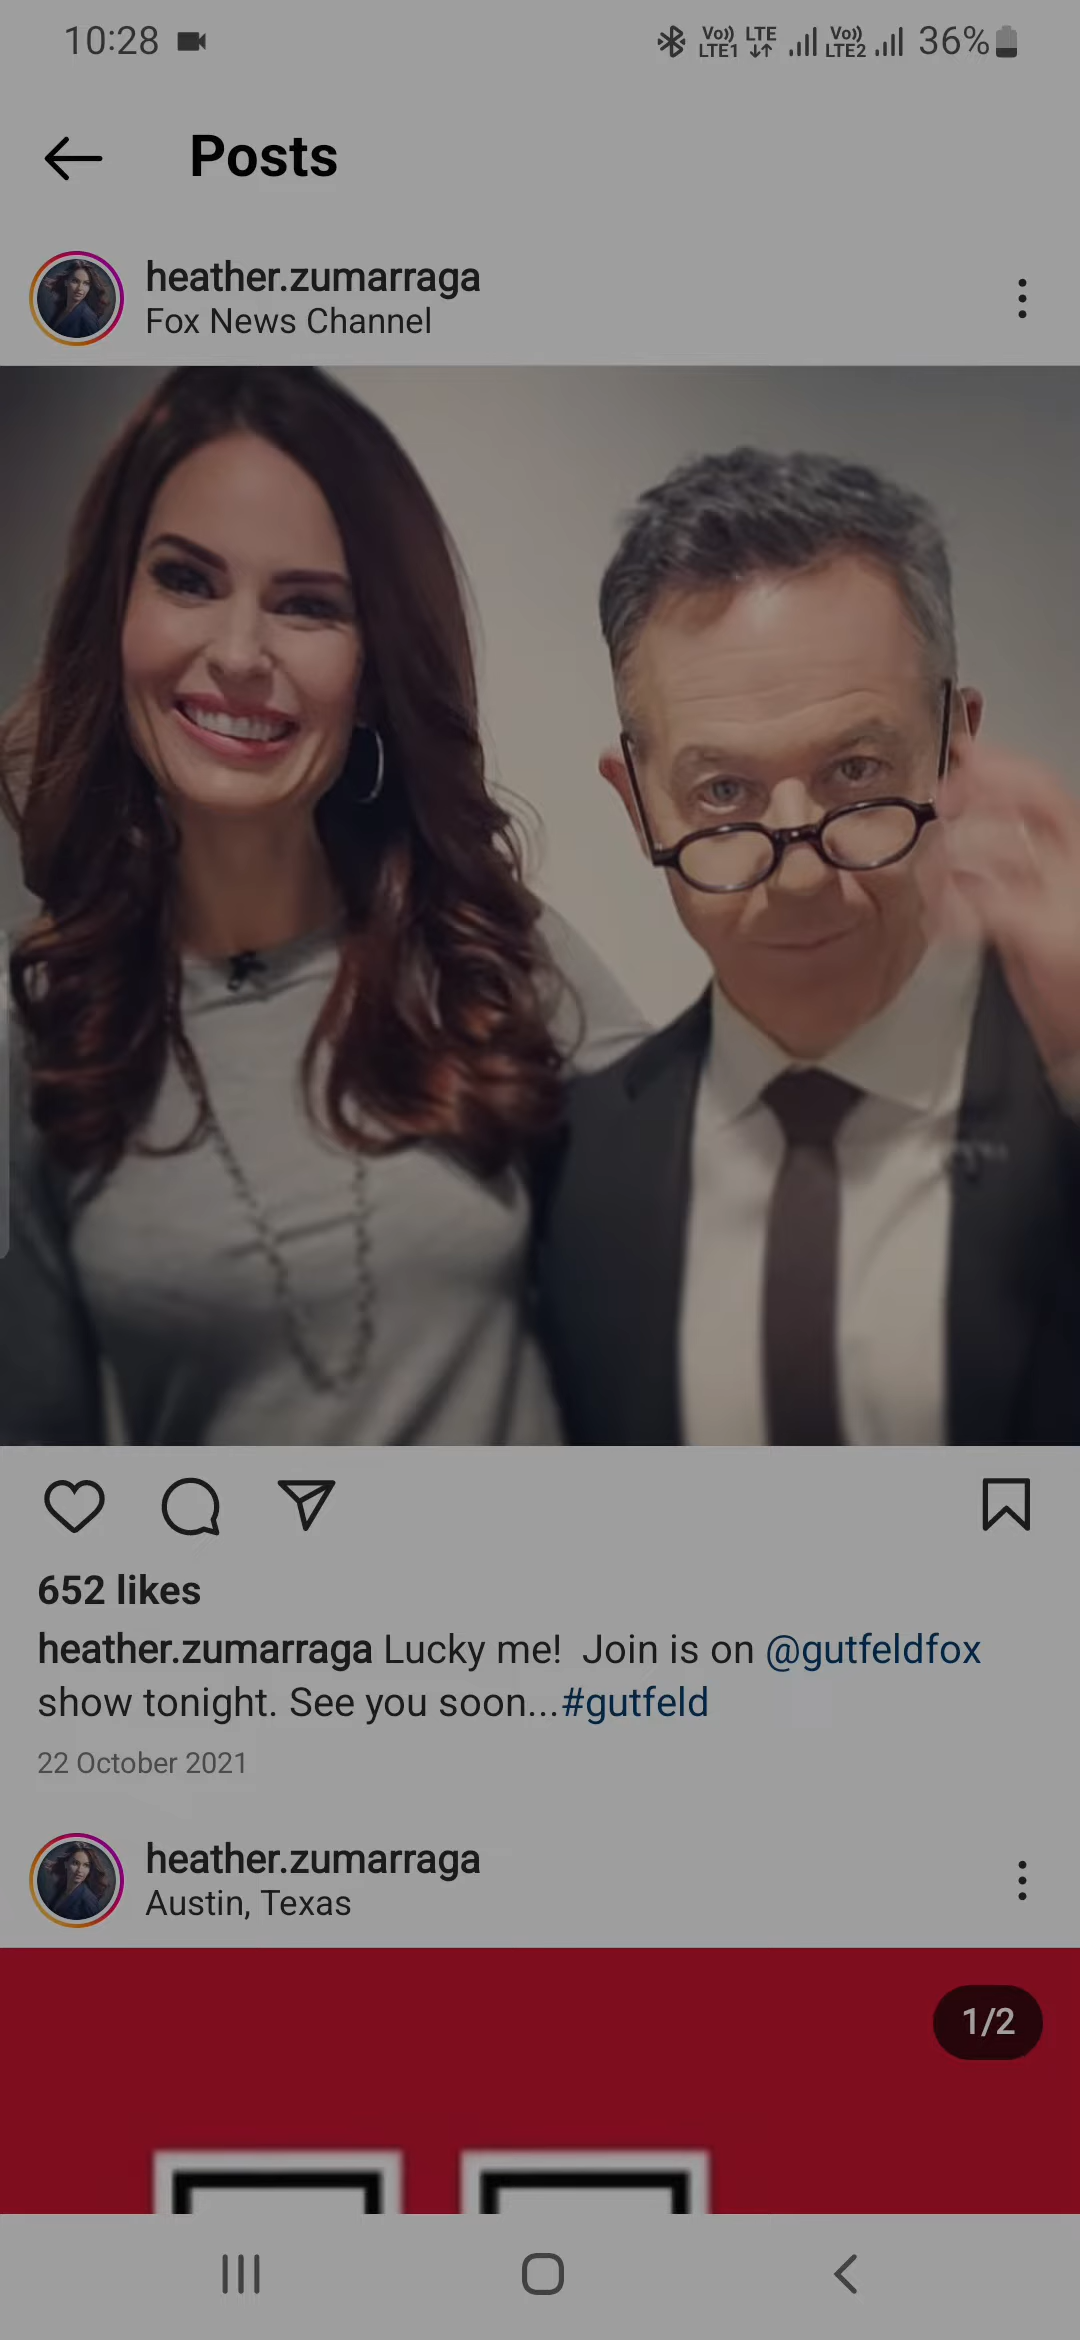 10:28
Vo)) LTE1 LTE Vo)) LTE2 36%
Posts
heather.zumarraga
Fox News Channel
652 likes
heather.zumarraga Lucky me!  Join is on @gutfeldfox
show tonight. See you soon...#gutfeld
22 October 2021
heather.zumarraga
Austin, Texas
1/2